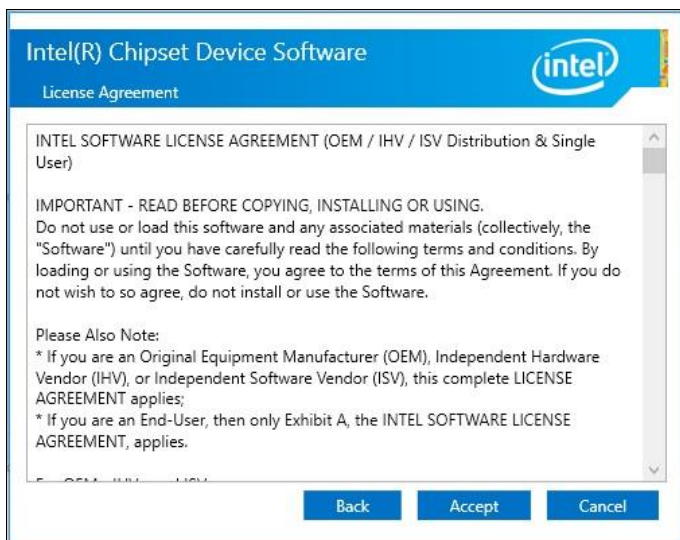 Intel(R) Chipset Device Software
intel
License Agreement
INTEL SOFTWARE LICENSE AGREEMENT (OEM / IHV / ISV Distribution & Single
User)
IMPORTANT - READ BEFORE COPYING, INSTALLING OR USING.
Do not use or load this software and any associated materials (collectively, the
"Software") until you have carefully read the following terms and conditions. By
loading or using the Software, you agree to the terms of this Agreement. If you do
not wish to so agree, do not install or use the Software.
Please Also Note:
* If you are an Original Equipment Manufacturer (OEM), Independent Hardware
Vendor (IHV), or Independent Software Vendor (ISV), this complete LICENSE
AGREEMENT applies;
* If you are an End-User, then only Exhibit A, the INTEL SOFTWARE LICENSE
AGREEMENT, applies.
Back Accept Cancel